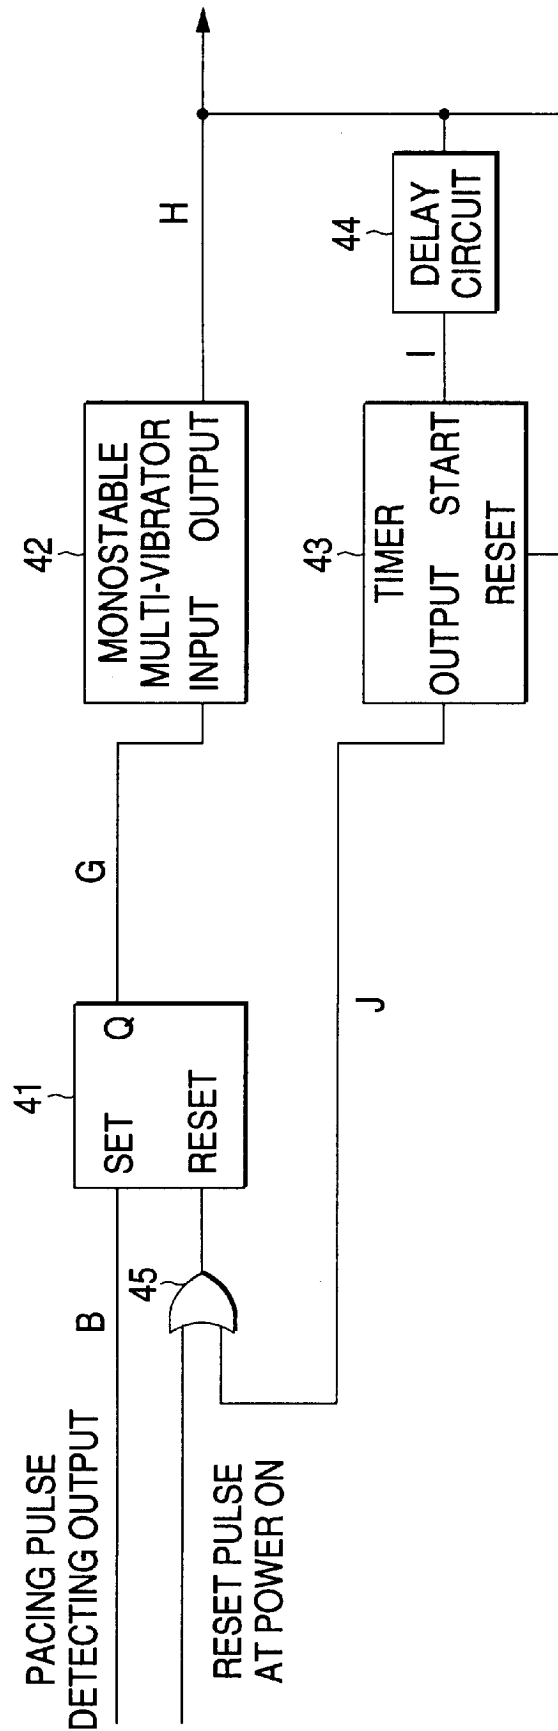 PACING PULSE
DETECTING OUTPUT
B
RESET PULSE
AT POWER ON
45
41
SET Q
RESET
G
J
42
MONOSTABLE
MULTI-VIBRATOR
INPUT OUTPUT
43
TIMER
OUTPUT START
RESET
H
I
44
DELAY
CIRCUIT